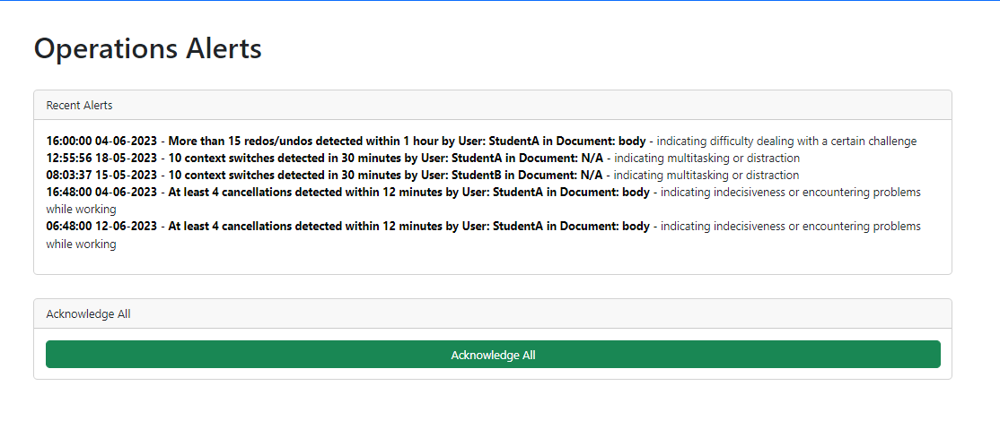 Operations Alerts
Recent Alerts
16:00:00 04-06-2023 - More than 15 redos/undos detected within 1 hour by User: StudentA in Document: body - indicating difficulty dealing with a certain challenge
12:55:56 18-05-2023 - 10 context switches detected in 30 minutes by User: StudentA in Document: N/A - indicating multitasking or distraction
08:03:37 15-05-2023 - 10 context switches detected in 30 minutes by User: StudentB in Document: N/A - indicating multitasking or distraction
16:48:00 04-06-2023 - At least 4 cancellations detected within 12 minutes by User: StudentA in Document: body - indicating indecisiveness or encountering problems
while working
06:48:00 12-06-2023 - At least 4 cancellations detected within 12 minutes by User: StudentA in Document: body - indicating indecisiveness or encountering problems
while working
Acknowledge All
Acknowledge All